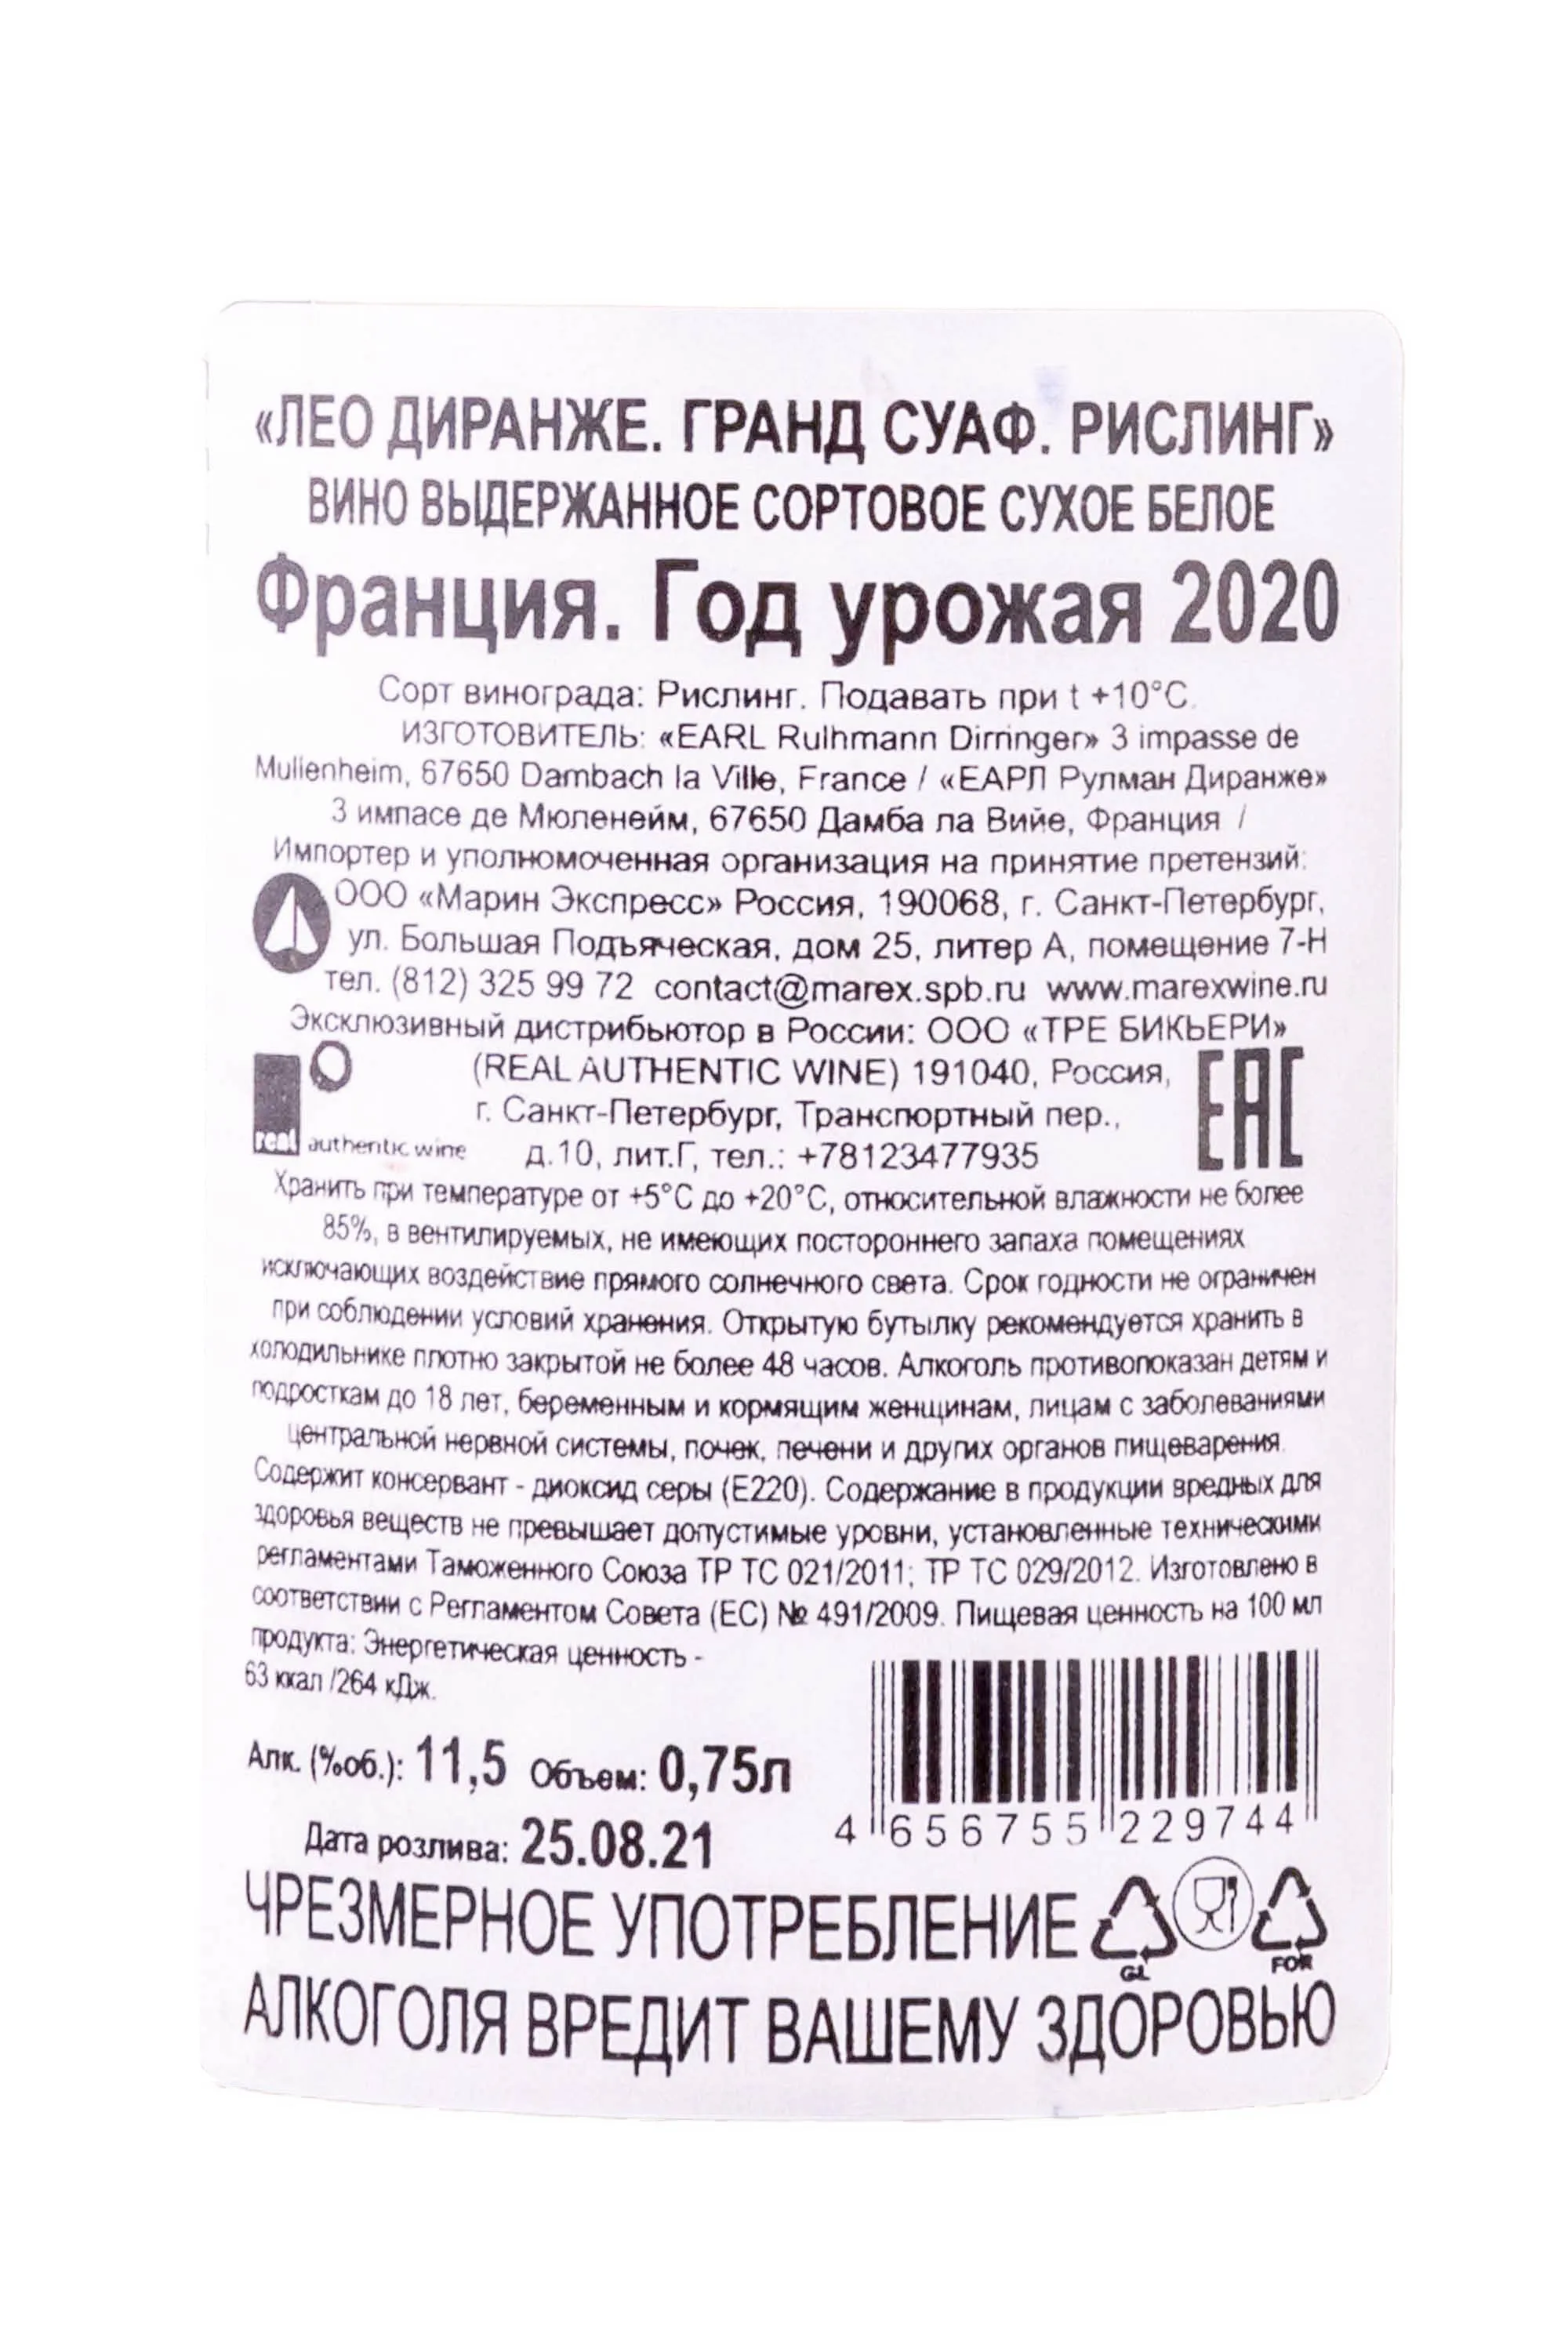 «ЛЕО ДИРАНЖЕ. ГРАНД СУАФ. РИСЛИНГ»
ВИНО ВЫДЕРЖАННОЕ СОРТОВОЕ СУХОЕ БЕЛОЕ
Франция. Год урожая 2020
Сорт винограда: Рислинг. Подавать при t +10°C.
ИЗГОТОВИТЕЛЬ: «EARL Rulhmann Dirringer» 3 impasse de
Mullenheim, 67650 Dambach la Ville, France / «ЕАРЛ Рулман Диранже»
3 импасе де Мюленейм, 67650 Дамба ла Вийе, Франция /
Импортер и уполномоченная организация на принятие претензий:
ООО «Марин Экспресс» Россия, 190068, г. Санкт-Петербург,
ул. Большая Подъяческая, дом 25, литер А, помещение 7-Н
тел. (812) 325 99 72 contact@marex.spb.ru www.marexwine.ru
Эксклюзивный дистрибьютор в России: ООО «ТРЕ БИКЬЕРИ»
(REAL AUTHENTIC WINE) 191040, Россия,
г. Санкт-Петербург, Транспортный пер.,
real authentic wine д.10, лит.Г, тел.: +78123477935
EAC
Хранить при температуре от +5°C до +20°C, относительной влажности не более
85%, в вентилируемых, не имеющих постороннего запаха помещениях
исключающих воздействие прямого солнечного света. Срок годности не ограничен
при соблюдении условий хранения. Открытую бутылку рекомендуется хранить в
холодильнике плотно закрытой не более 48 часов. Алкоголь противопоказан детям и
подросткам до 18 лет, беременным и кормящим женщинам, лицам с заболеваниями
центральной нервной системы, почек, печени и других органов пищеварения.
Содержит консервант - диоксид серы (E220). Содержание в продукции вредных для
здоровья веществ не превышает допустимые уровни, установленные техническими
регламентами Таможенного Союза ТР ТС 021/2011; ТР ТС 029/2012. Изготовлено в
соответствии с Регламентом Совета (ЕС) № 491/2009. Пищевая ценность на 100 мл
продукта: Энергетическая ценность -
63 ккал /264 кДж.
Алк. (%об.): 11,5 Объем: 0,75л
4 656755 229744
Дата розлива: 25.08.21
ЧРЕЗМЕРНОЕ УПОТРЕБЛЕНИЕ
GL FOR
АЛКОГОЛЯ ВРЕДИТ ВАШЕМУ ЗДОРОВЬЮ